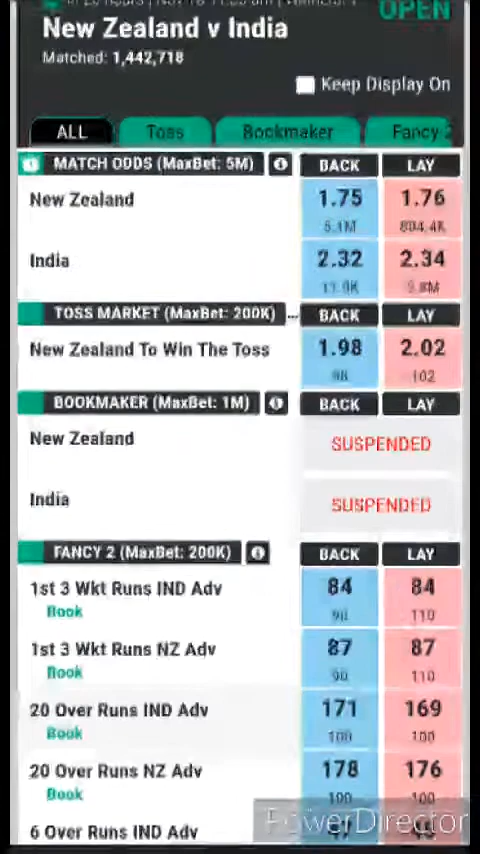 OPEN
New Zealand v India
Matched: 1,442,718
Keep Display On
ALL Toss Bookmaker Fancy 2
MATCH ODDS (MaxBet: 5M) BACK LAY
New Zealand 1.75 1.76
804.4K
India 2.32 2.34
TOSS MARKET (MaxBet: 200K) ... BACK LAY
New Zealand To Win The Toss 1.98 2.02
98 102
BOOKMAKER (MaxBet: 1M) BACK LAY
New Zealand SUSPENDED
India SUSPENDED
FANCY 2 (MaxBet: 200K) BACK LAY
1st 3 Wkt Runs IND Adv 84 84
Book 90 110
1st 3 Wkt Runs NZ Adv 87 87
Book 90 110
20 Over Runs IND Adv 171 169
Book 100 100
20 Over Runs NZ Adv 178 176
Book 100 100
6 Over Runs IND Adv
PowerDirector